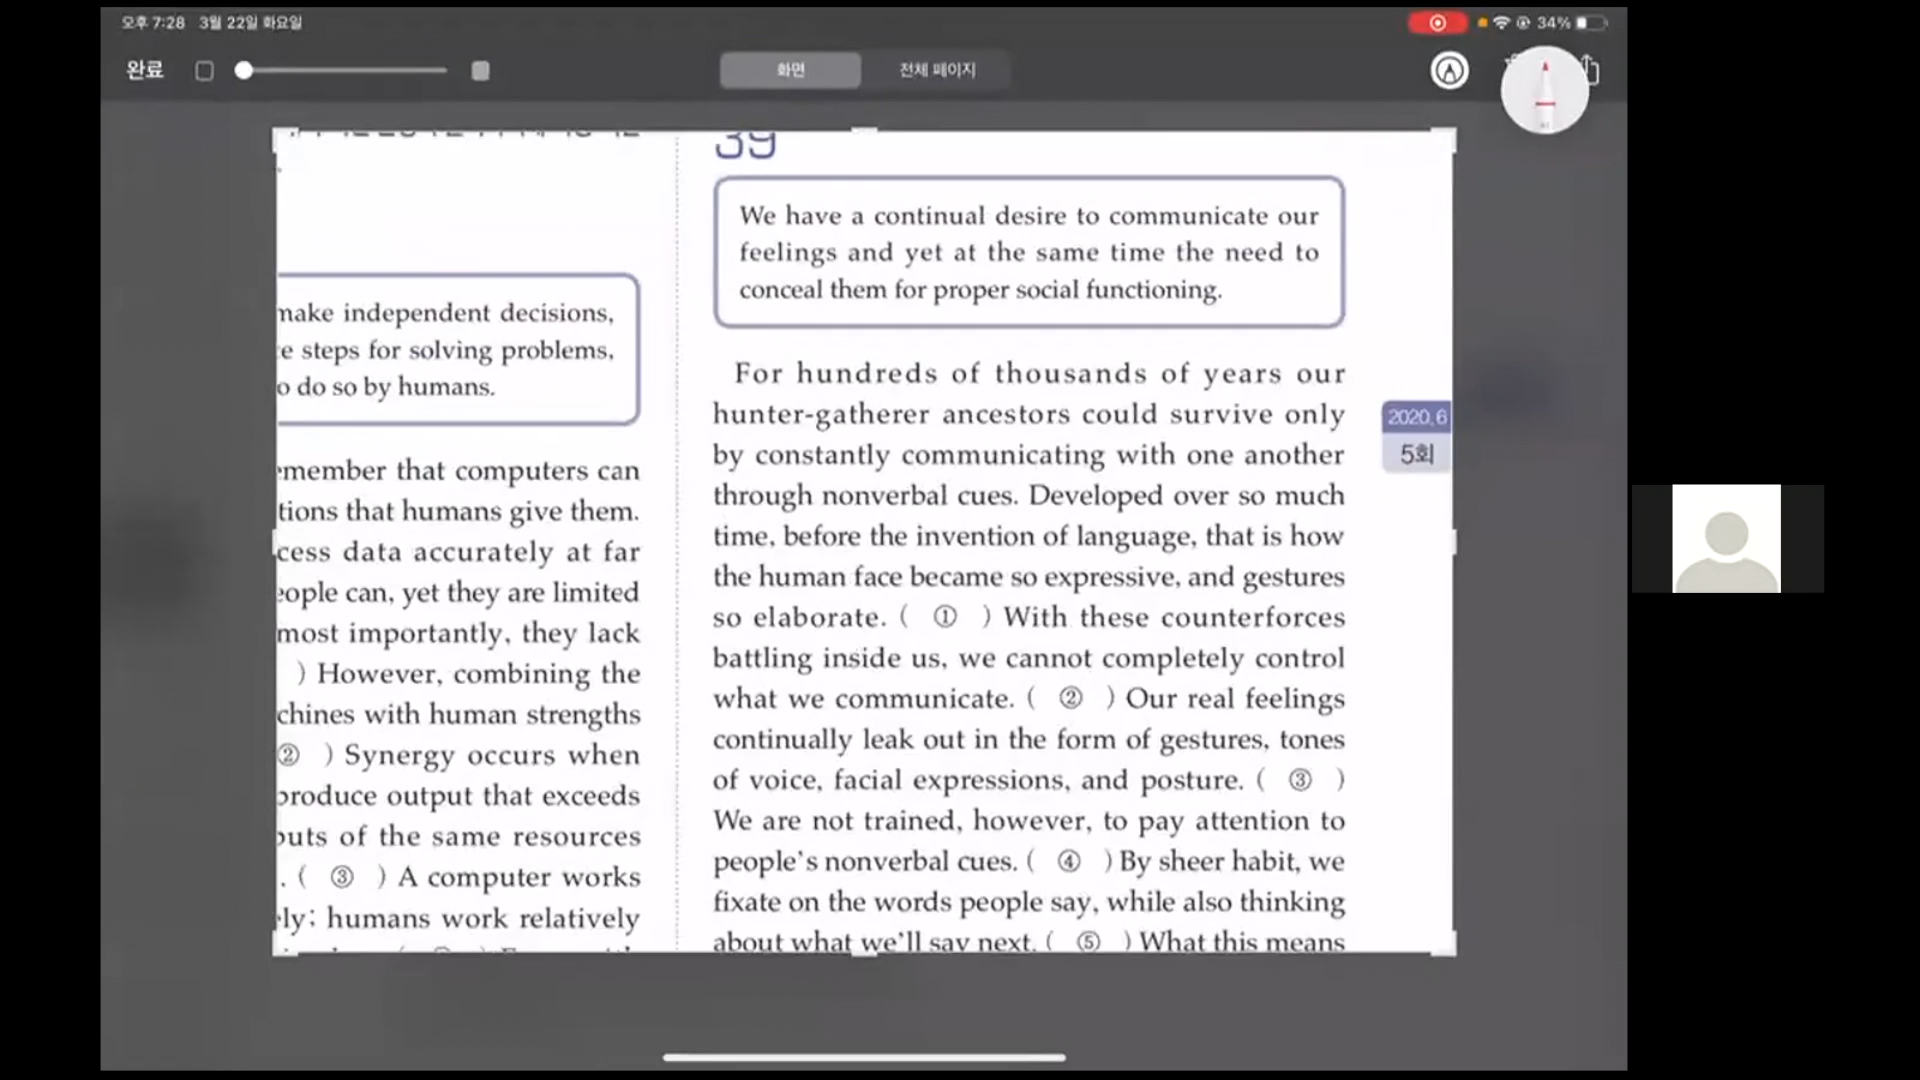 오후 7:28 3월 22일 화요일
34%
완료
화면
전체 페이지
make independent decisions,
steps for solving problems,
do so by humans.
that computers can
that humans give them.
data accurately at far
can, yet they are limited
most importantly, they lack
) However, combining the
with human strengths
② ) Synergy occurs when
produce output that exceeds
of the same resources
. ( ③ ) A computer works
humans work relatively
39
We have a continual desire to communicate our
feelings and yet at the same time the need to
conceal them for proper social functioning.
For hundreds of thousands of years our
hunter-gatherer ancestors could survive only
by constantly communicating with one another
through nonverbal cues. Developed over so much
time, before the invention of language, that is how
the human face became so expressive, and gestures
so elaborate. ( ① ) With these counterforces
battling inside us, we cannot completely control
what we communicate. ( ② ) Our real feelings
continually leak out in the form of gestures, tones
of voice, facial expressions, and posture. ( ③ )
We are not trained, however, to pay attention to
people's nonverbal cues. ( ④ ) By sheer habit, we
fixate on the words people say, while also thinking
about what we'll say next. ( ⑤ ) What this means
2020.6
5회